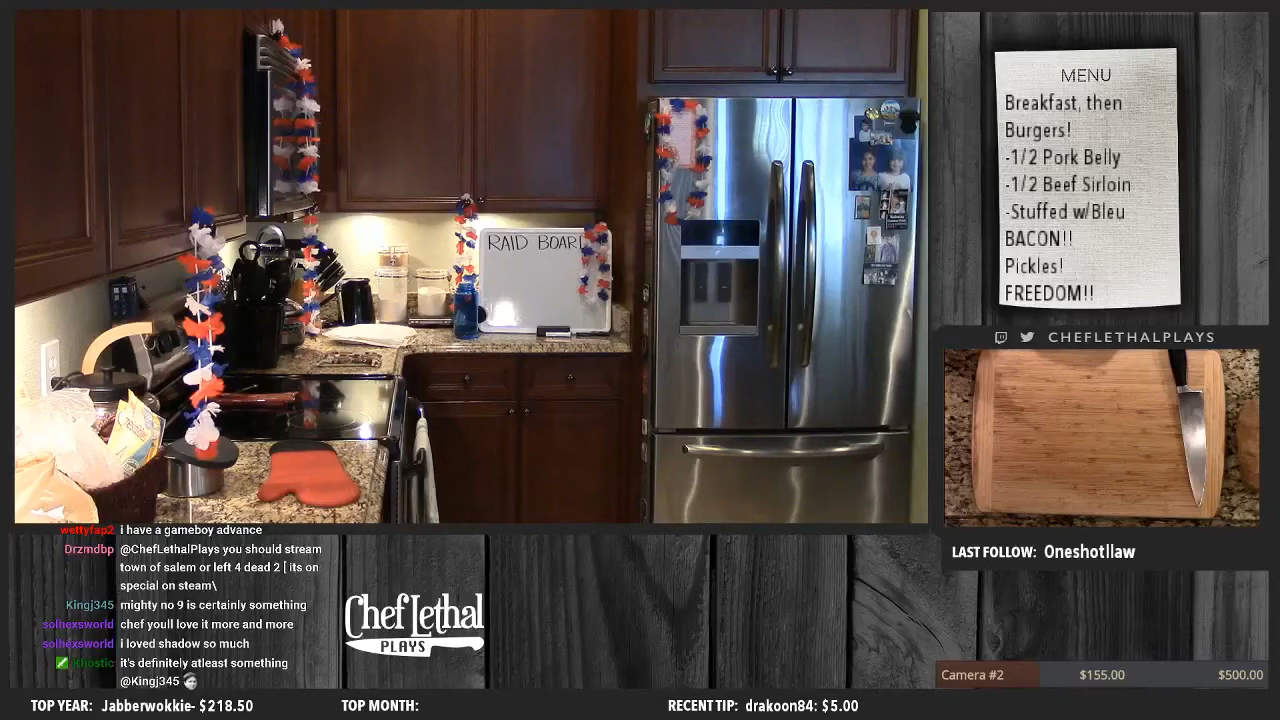 RAID BOARD
MENU
Breakfast, then
Burgers!
-1/2 Pork Belly
-1/2 Beef Sirloin
-Stuffed w/Bleu
BACON!!
Pickles!
FREEDOM!!
CHEFLETHALPLAYS
LAST FOLLOW: Oneshotllaw
wettyfap2 i have a gameboy advance
Drzmdbp @ChefLethalPlays you should stream
town of salem or left 4 dead 2 [ its on
special on steam\
Kingj345 mighty no 9 is certainly something
solhexsworld chef youll love it more and more
solhexsworld i loved shadow so much
Khostic it's definitely atleast something
@Kingj345
Chef Lethal
PLAYS
Camera #2 $155.00 $500.00
TOP YEAR: Jabberwokkie- $218.50
TOP MONTH:
RECENT TIP: drakoon84: $5.00